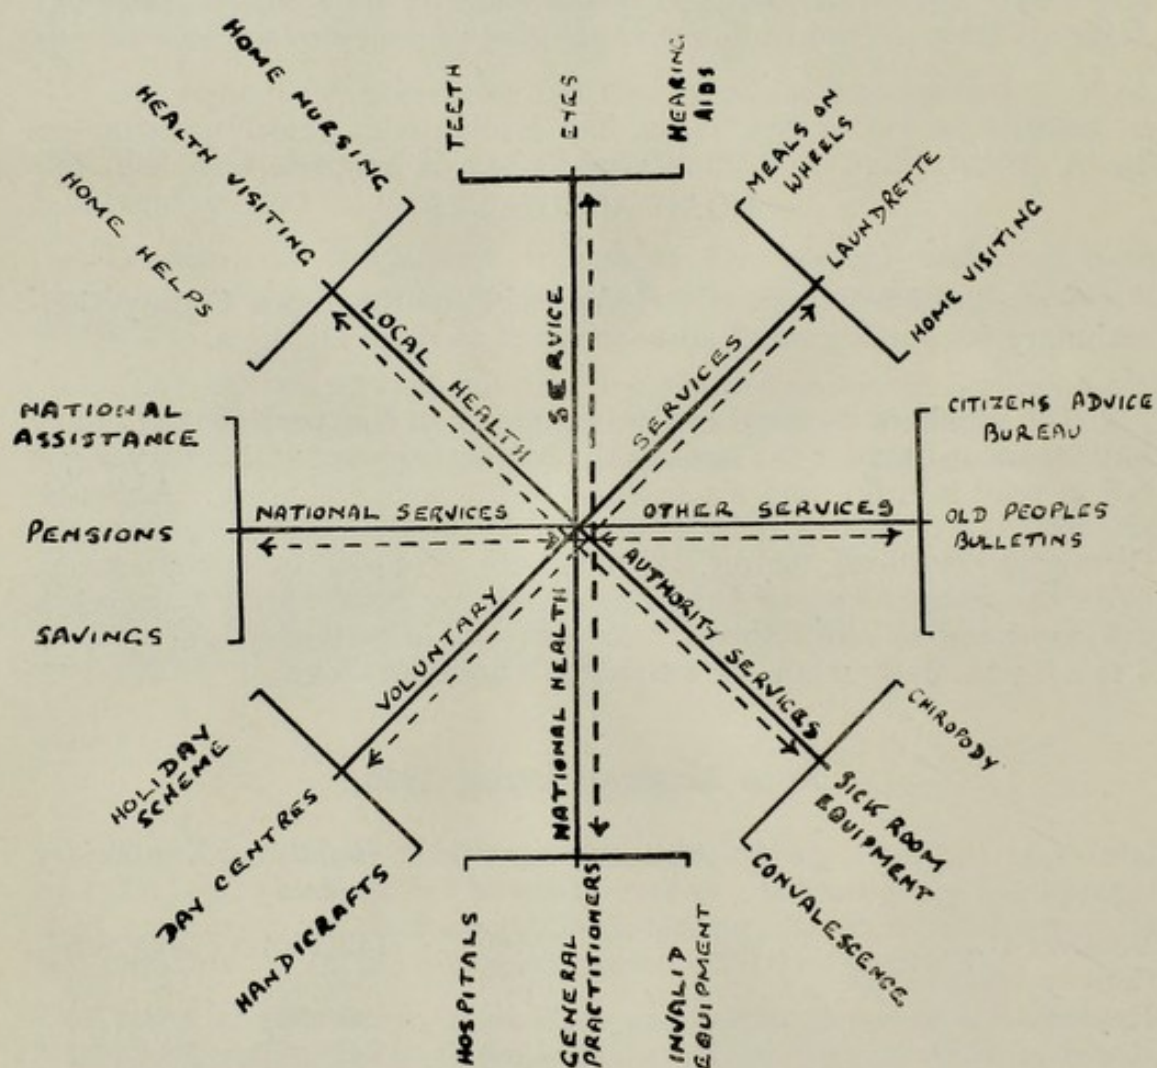 HOME NURSING
HEALTH VISITING
HOME HELPS
TEETH
EYES
HEARING
AIDS
MEALS ON
WHEELS
LAUNDRETTE
HOME VISITING
LOCAL HEALTH
SERVICE
SERVICES
NATIONAL
ASSISTANCE
PENSIONS
SAVINGS
NATIONAL SERVICES
OTHER SERVICES
CITIZENS ADVICE
BUREAU
OLD PEOPLES
BULLETINS
VOLUNTARY
NATIONAL HEALTH
AUTHORITY SERVICES
HOLIDAY
SCHEME
DAY CENTRES
HANDICRAFTS
HOSPITALS
GENERAL
PRACTITIONERS
INVALID
EQUIPMENT
CHIROPODY
SICK ROOM
EQUIPMENT
CONVALESCENCE